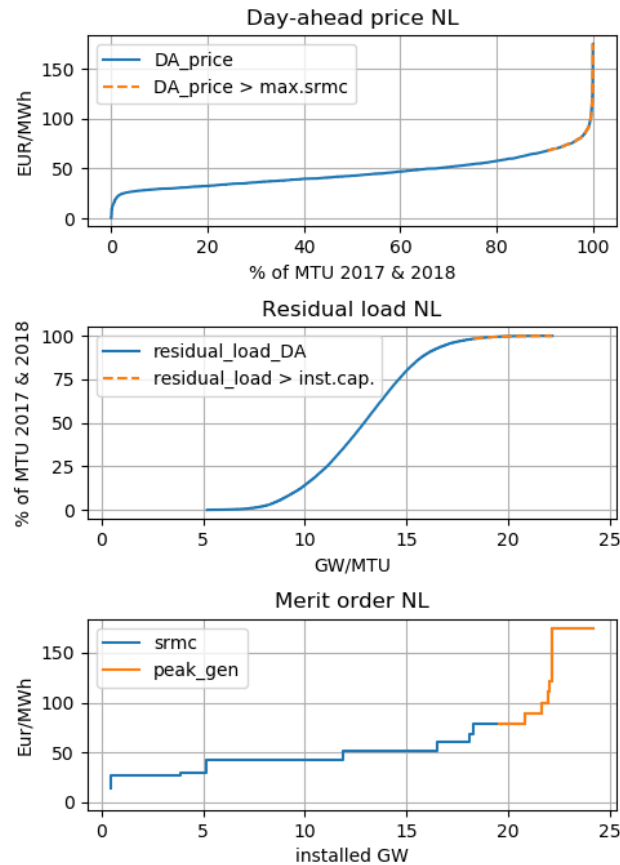 Day-ahead price NL
EUR/MWh
150
100
50
0
DA_price
DA_price > max.srmc
0 20 40 60 80 100
% of MTU 2017 & 2018
Residual load NL
% of MTU 2017 & 2018
100
75
50
25
0
residual_load_DA
residual_load > inst.cap.
0 5 10 15 20 25
GW/MTU
Merit order NL
Eur/MWh
150
100
50
0
srmc
peak_gen
0 5 10 15 20 25
installed GW